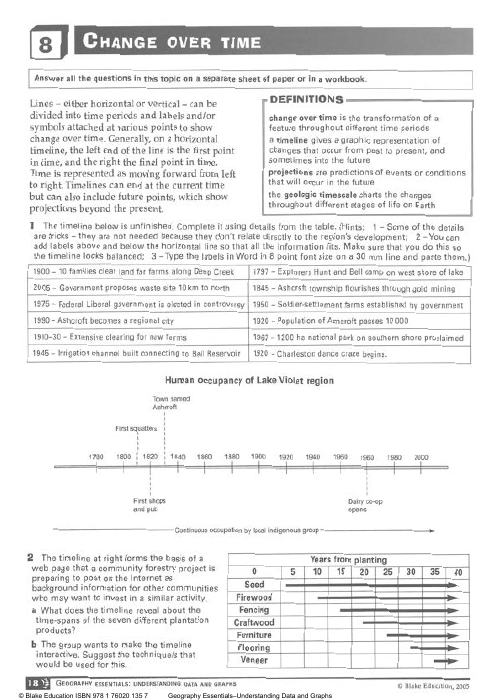 8 CHANGE OVER TIME
Answer all the questions in this topic on a separate sheet of paper or in a workbook.
Lines – either horizontal or vertical – can be
divided into time periods and labels and/or
symbols attached at various points to show
change over time. Generally, on a horizontal
timeline, the left end of the line is the first point
in time, and the right the final point in time.
Time is represented as moving forward from left
to right. Timelines can end at the current time
but can also include future points, which show
projections beyond the present.
DEFINITIONS
change over time is the transformation of a
feature throughout different time periods
a timeline gives a graphic representation of
changes that occur from past to present, and
sometimes into the future
projections are predictions of events or conditions
that will occur in the future
the geologic timescale charts the changes
throughout different stages of life on Earth
1 The timeline below is unfinished. Complete it using details from the table. (Hints: 1 – Some of the details
are tricks – they are not needed because they don't relate directly to the region's development; 2 – You can
add labels above and below the horizontal line so that all the information fits. Make sure that you do this so
the timeline looks balanced; 3 – Type the labels in Word in 8 point font size on a 30 mm line and paste them.)
1900 – 10 families clear land for farms along Deep Creek
1797 – Explorers Hunt and Bell camp on west shore of lake
2005 – Government proposes waste site 10 km to north
1845 – Ashcroft township flourishes through gold mining
1975 – Federal Liberal government is elected in controversy
1950 – Soldier-settlement farms established by government
1990 – Ashcroft becomes a regional city
1920 – Population of Ashcroft passes 10 000
1910–30 – Extensive clearing for new farms
1967 – 1200 ha national park on southern shore proclaimed
1945 – Irrigation channel built connecting to Ball Reservoir
1920 – Charleston dance craze begins.
Human occupancy of Lake Violet region
Town named
Ashcroft
First squatters
1780 1800 1820 1840 1860 1880 1900 1920 1940 1960 1980 2000
First shops
and pub
Dairy co-op
opens
Continuous occupation by local indigenous group
2 The timeline at right forms the basis of a
web page that a community forestry project is
preparing to post on the Internet as
background information for other communities
who may want to invest in a similar activity.
a What does the timeline reveal about the
time-spans of the seven different plantation
products?
b The group wants to make the timeline
interactive. Suggest the techniques that
would be used for this.
Years from planting
0 5 10 15 20 25 30 35 40
Seed
Firewood
Fencing
Craftwood
Furniture
Flooring
Veneer
18 GEOGRAPHY ESSENTIALS: UNDERSTANDING DATA AND GRAPHS
© Blake Education, 2005
© Blake Education ISBN 978 1 76020 135 7 Geography Essentials–Understanding Data and Graphs